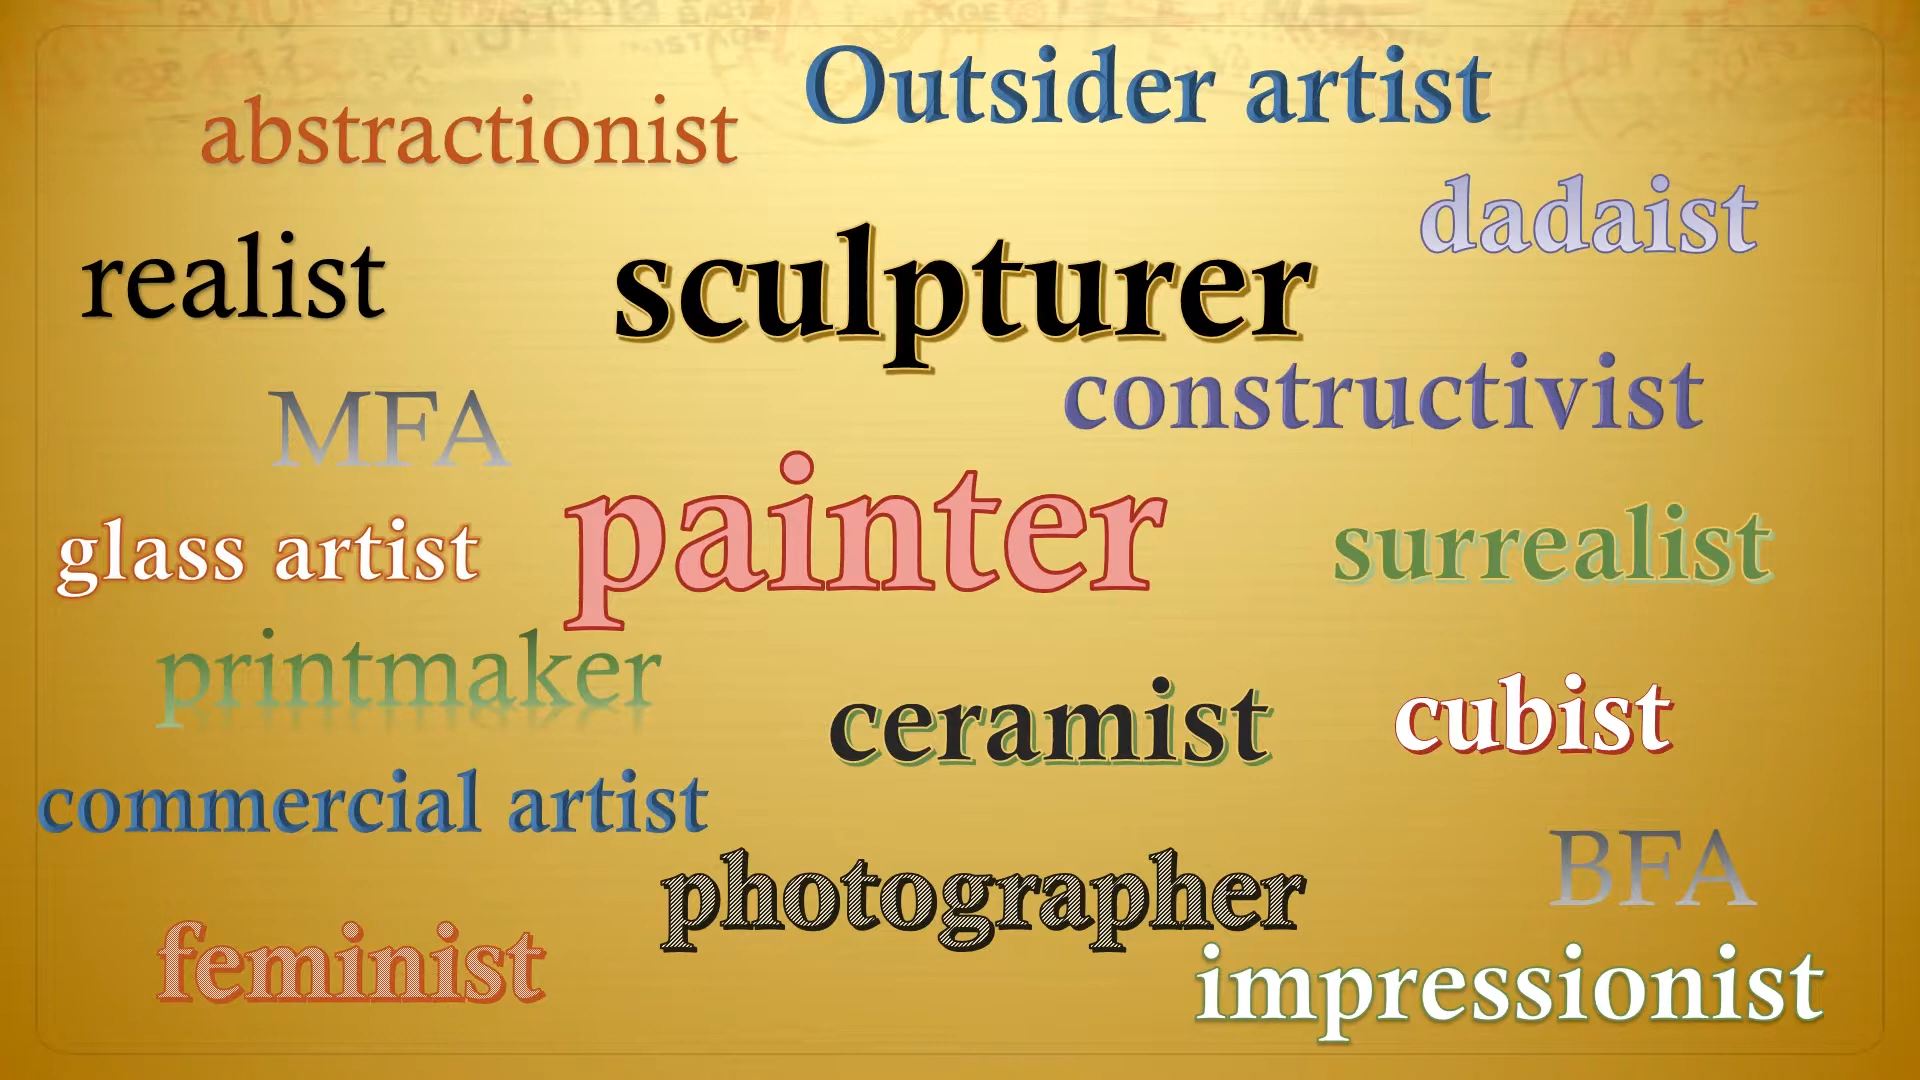 Outsider artist
abstractionist
dadaist
realist
sculpturer
constructivist
MFA
painter
glass artist
surrealist
printmaker
ceramist
cubist
commercial artist
photographer
BFA
feminist
impressionist